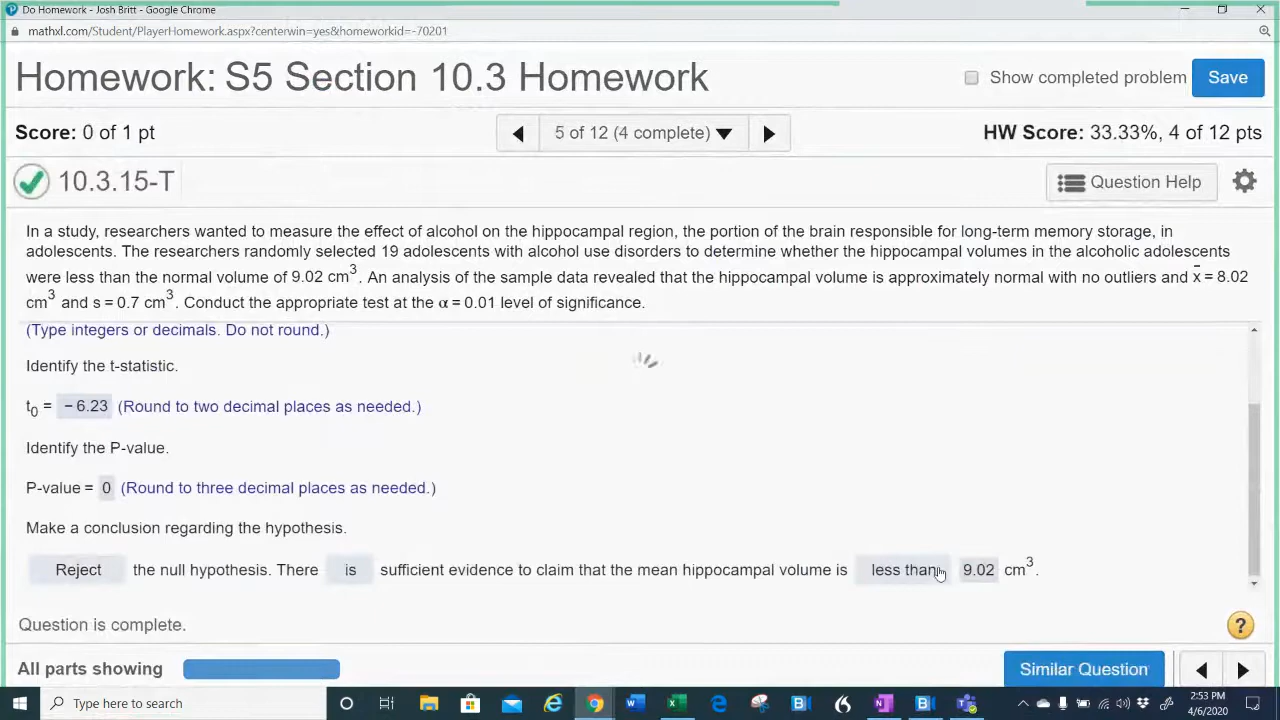 Do Homework - Josh Britt - Google Chrome
mathxl.com/Student/PlayerHomework.aspx?centerwin=yes&homeworkid=-70201
Homework: S5 Section 10.3 Homework
Show completed problem
Save
Score: 0 of 1 pt
5 of 12 (4 complete)
HW Score: 33.33%, 4 of 12 pts
10.3.15-T
Question Help
In a study, researchers wanted to measure the effect of alcohol on the hippocampal region, the portion of the brain responsible for long-term memory storage, in
adolescents. The researchers randomly selected 19 adolescents with alcohol use disorders to determine whether the hippocampal volumes in the alcoholic adolescents
were less than the normal volume of 9.02 cm³. An analysis of the sample data revealed that the hippocampal volume is approximately normal with no outliers and x̄ = 8.02
cm³ and s = 0.7 cm³. Conduct the appropriate test at the α = 0.01 level of significance.
(Type integers or decimals. Do not round.)
Identify the t-statistic.
t₀ = − 6.23 (Round to two decimal places as needed.)
Identify the P-value.
P-value = 0 (Round to three decimal places as needed.)
Make a conclusion regarding the hypothesis.
Reject the null hypothesis. There is sufficient evidence to claim that the mean hippocampal volume is less than 9.02 cm³.
Question is complete.
?
All parts showing
Similar Question
Type here to search
2:53 PM
4/6/2020